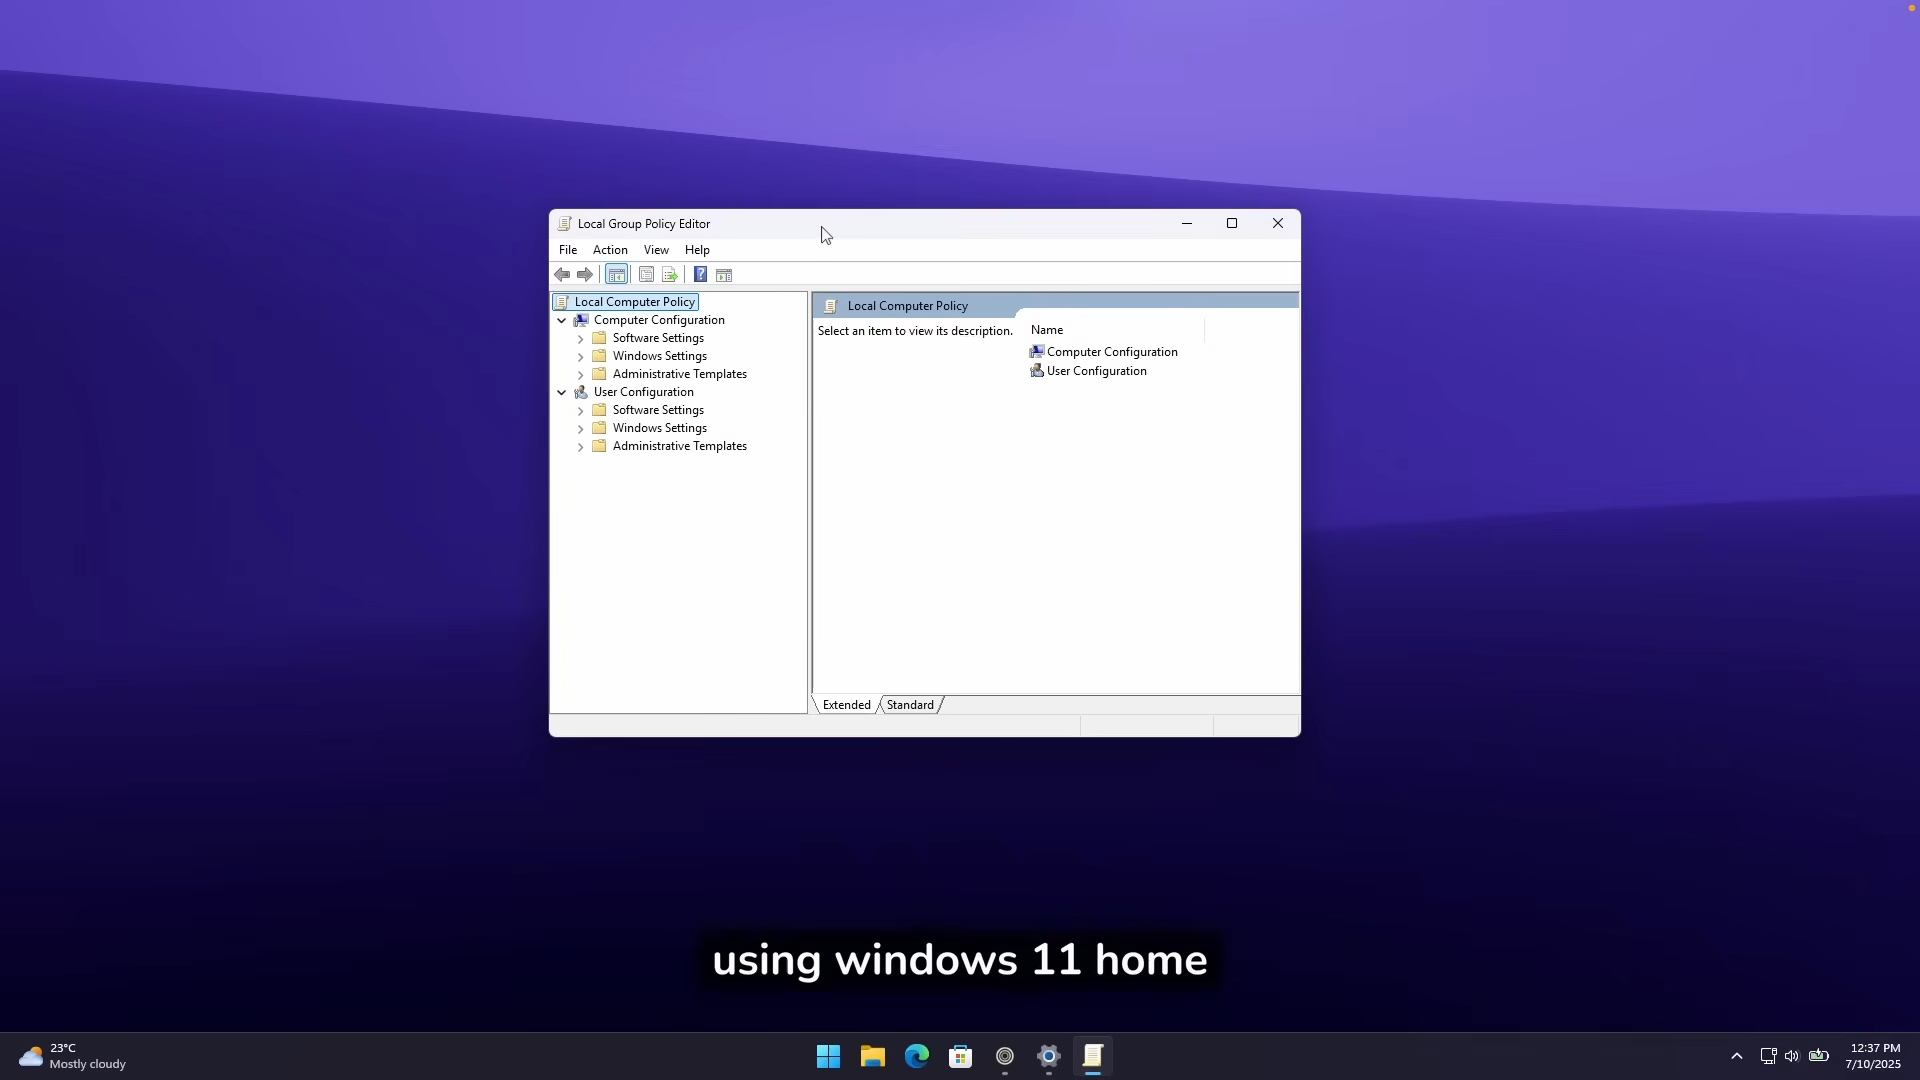 Local Group Policy Editor
File Action View Help
Local Computer Policy
Computer Configuration
Software Settings
Windows Settings
Administrative Templates
User Configuration
Software Settings
Windows Settings
Administrative Templates
Local Computer Policy
Select an item to view its description.
Name
Computer Configuration
User Configuration
Extended Standard
using windows 11 home
23°C
Mostly cloudy
12:37 PM
7/10/2025